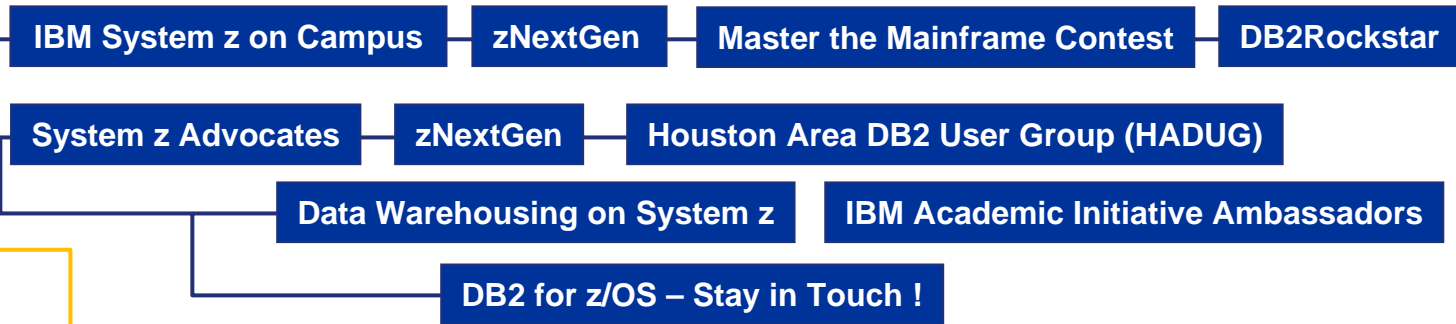 IBM System z on Campus zNextGen Master the Mainframe Contest DB2Rockstar
System z Advocates zNextGen Houston Area DB2 User Group (HADUG)
Data Warehousing on System z IBM Academic Initiative Ambassadors
DB2 for z/OS – Stay in Touch !